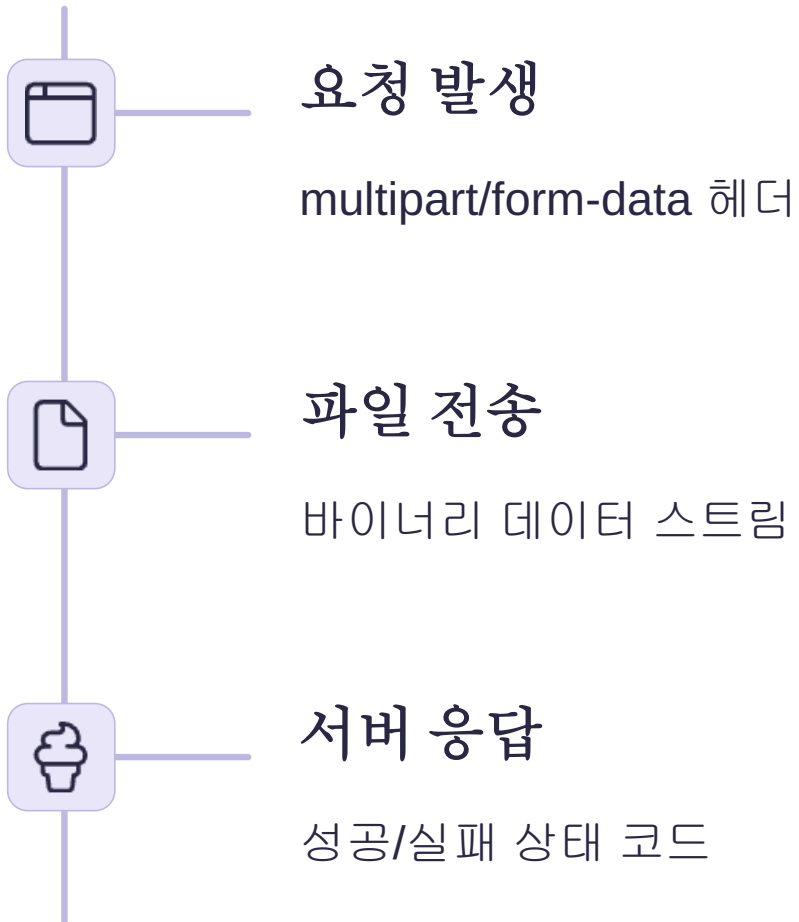 요청 발생
multipart/form-data 헤더
파일 전송
바이너리 데이터 스트림
서버 응답
성공/실패 상태 코드